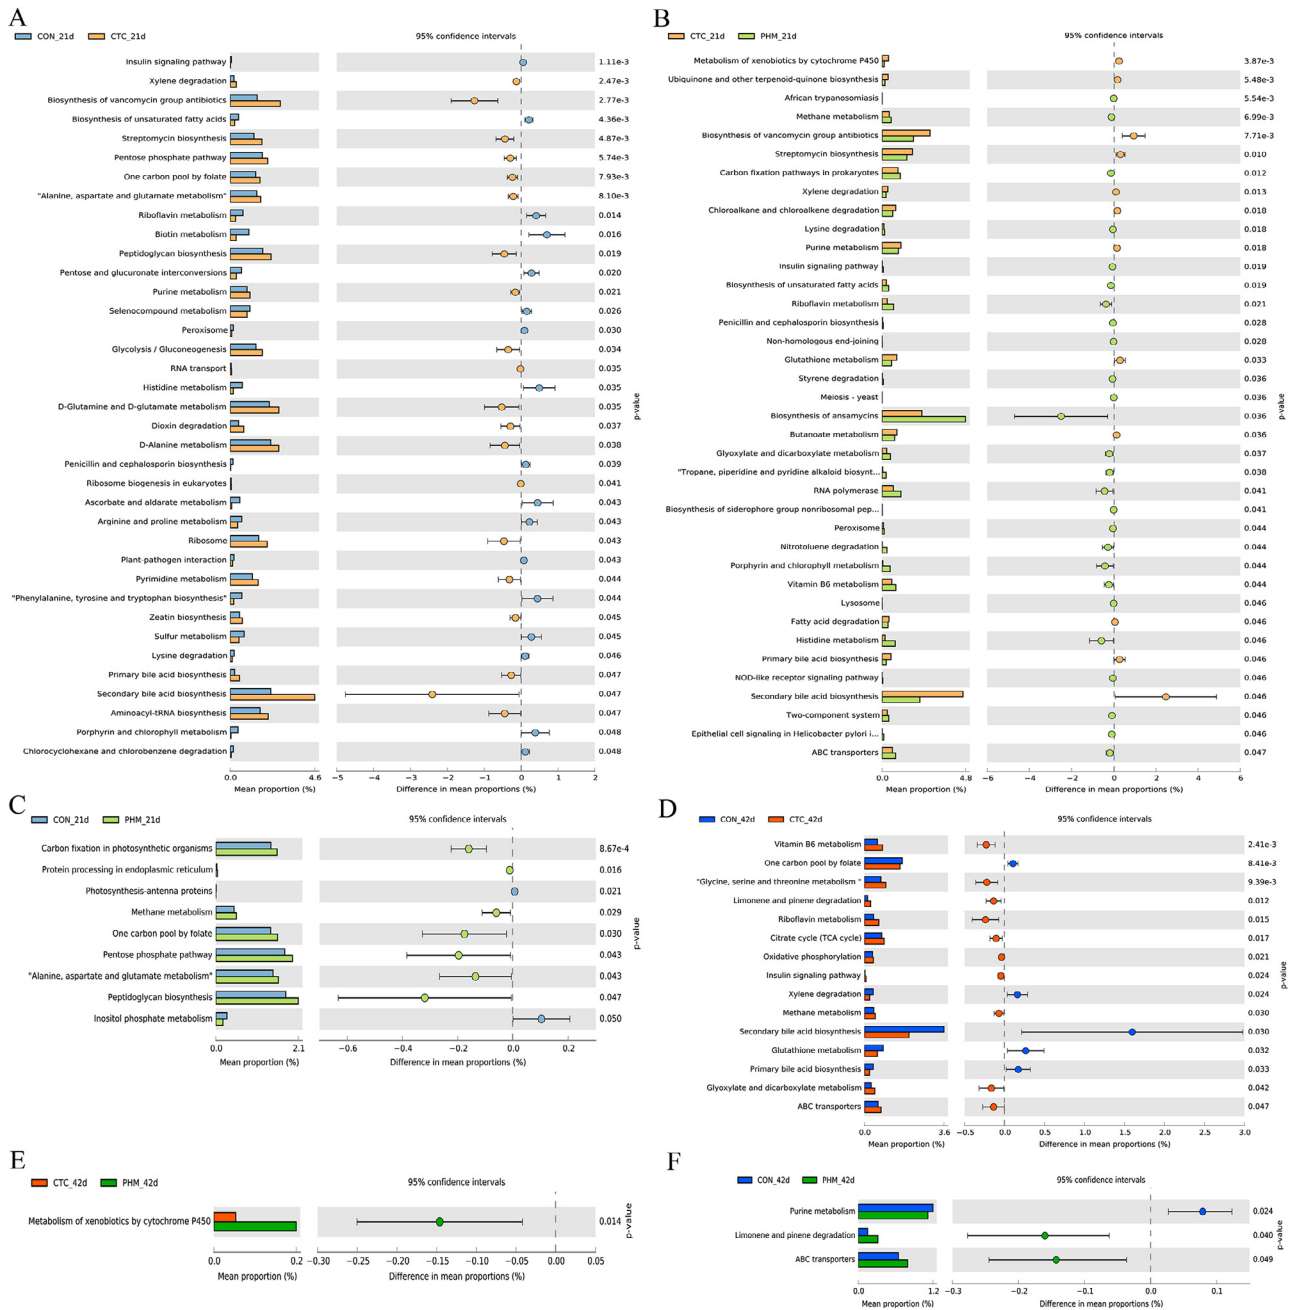 A
CON_21d CTC_21d 95% confidence intervals
Insulin signaling pathway 1.11e-3
Xylene degradation 2.47e-3
Biosynthesis of vancomycin group antibiotics 2.77e-3
Biosynthesis of unsaturated fatty acids 4.36e-3
Streptomycin biosynthesis 4.87e-3
Pentose phosphate pathway 5.74e-3
One carbon pool by folate 7.93e-3
"Alanine, aspartate and glutamate metabolism" 8.10e-3
Riboflavin metabolism 0.014
Biotin metabolism 0.016
Peptidoglycan biosynthesis 0.019
Pentose and glucuronate interconversions 0.020
Purine metabolism 0.021
Selenocompound metabolism 0.026
Peroxisome 0.030
Glycolysis / Gluconeogenesis 0.034
RNA transport 0.035
Histidine metabolism 0.035
D-Glutamine and D-glutamate metabolism 0.035
Dioxin degradation 0.037
D-Alanine metabolism 0.038
Penicillin and cephalosporin biosynthesis 0.039
Ribosome biogenesis in eukaryotes 0.041
Ascorbate and aldarate metabolism 0.043
Arginine and proline metabolism 0.043
Ribosome 0.043
Plant-pathogen interaction 0.043
Pyrimidine metabolism 0.044
"Phenylalanine, tyrosine and tryptophan biosynthesis" 0.044
Zeatin biosynthesis 0.045
Sulfur metabolism 0.045
Lysine degradation 0.046
Primary bile acid biosynthesis 0.047
Secondary bile acid biosynthesis 0.047
Aminoacyl-tRNA biosynthesis 0.047
Porphyrin and chlorophyll metabolism 0.048
Chlorocyclohexane and chlorobenzene degradation 0.048
p-value
0.0 4.6 −5 −4 −3 −2 −1 0 1 2
Mean proportion (%) Difference in mean proportions (%)
B
CTC_21d PHM_21d 95% confidence intervals
Metabolism of xenobiotics by cytochrome P450 3.87e-3
Ubiquinone and other terpenoid-quinone biosynthesis 5.48e-3
African trypanosomiasis 5.54e-3
Methane metabolism 6.99e-3
Biosynthesis of vancomycin group antibiotics 7.71e-3
Streptomycin biosynthesis 0.010
Carbon fixation pathways in prokaryotes 0.012
Xylene degradation 0.013
Chloroalkane and chloroalkene degradation 0.018
Lysine degradation 0.018
Purine metabolism 0.018
Insulin signaling pathway 0.019
Biosynthesis of unsaturated fatty acids 0.019
Riboflavin metabolism 0.021
Penicillin and cephalosporin biosynthesis 0.028
Non-homologous end-joining 0.028
Glutathione metabolism 0.033
Styrene degradation 0.036
Meiosis - yeast 0.036
Biosynthesis of ansamycins 0.036
Butanoate metabolism 0.036
Glyoxylate and dicarboxylate metabolism 0.037
"Tropane, piperidine and pyridine alkaloid biosynt... 0.038
RNA polymerase 0.041
Biosynthesis of siderophore group nonribosomal pep... 0.041
Peroxisome 0.044
Nitrotoluene degradation 0.044
Porphyrin and chlorophyll metabolism 0.044
Vitamin B6 metabolism 0.044
Lysosome 0.046
Fatty acid degradation 0.046
Histidine metabolism 0.046
Primary bile acid biosynthesis 0.046
NOD-like receptor signaling pathway 0.046
Secondary bile acid biosynthesis 0.046
Two-component system 0.046
Epithelial cell signaling in Helicobacter pylori i... 0.046
ABC transporters 0.047
p-value
0.0 4.8 −6 −4 −2 0 2 4 6
Mean proportion (%) Difference in mean proportions (%)
C
CON_21d PHM_21d 95% confidence intervals
Carbon fixation in photosynthetic organisms 8.67e-4
Protein processing in endoplasmic reticulum 0.016
Photosynthesis-antenna proteins 0.021
Methane metabolism 0.029
One carbon pool by folate 0.030
Pentose phosphate pathway 0.043
"Alanine, aspartate and glutamate metabolism" 0.043
Peptidoglycan biosynthesis 0.047
Inositol phosphate metabolism 0.050
p-value
0.0 2.1 −0.6 −0.4 −0.2 0.0 0.2
Mean proportion (%) Difference in mean proportions (%)
D
CON_42d CTC_42d 95% confidence intervals
Vitamin B6 metabolism 2.41e-3
One carbon pool by folate 8.41e-3
"Glycine, serine and threonine metabolism " 9.39e-3
Limonene and pinene degradation 0.012
Riboflavin metabolism 0.015
Citrate cycle (TCA cycle) 0.017
Oxidative phosphorylation 0.021
Insulin signaling pathway 0.024
Xylene degradation 0.024
Methane metabolism 0.030
Secondary bile acid biosynthesis 0.030
Glutathione metabolism 0.032
Primary bile acid biosynthesis 0.033
Glyoxylate and dicarboxylate metabolism 0.042
ABC transporters 0.047
p-value
0.0 3.6 −0.5 0.0 0.5 1.0 1.5 2.0 2.5 3.0
Mean proportion (%) Difference in mean proportions (%)
E
CTC_42d PHM_42d 95% confidence intervals
Metabolism of xenobiotics by cytochrome P450 0.014
p-value
0.0 0.2 −0.30 −0.25 −0.20 −0.15 −0.10 −0.05 0.00 0.05
Mean proportion (%) Difference in mean proportions (%)
F
CON_42d PHM_42d 95% confidence intervals
Purine metabolism 0.024
Limonene and pinene degradation 0.040
ABC transporters 0.049
p-value
0.0 1.2 −0.3 −0.2 −0.1 0.0 0.1
Mean proportion (%) Difference in mean proportions (%)